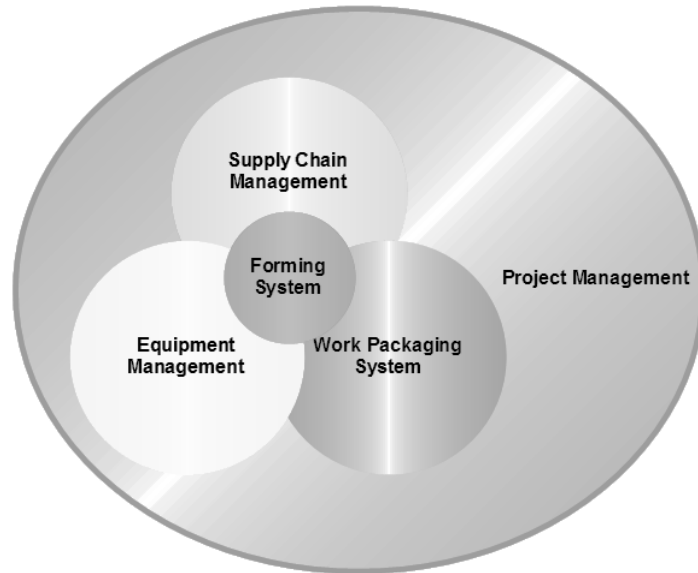 Supply Chain
Management
Forming
System
Project Management
Equipment
Management
Work Packaging
System